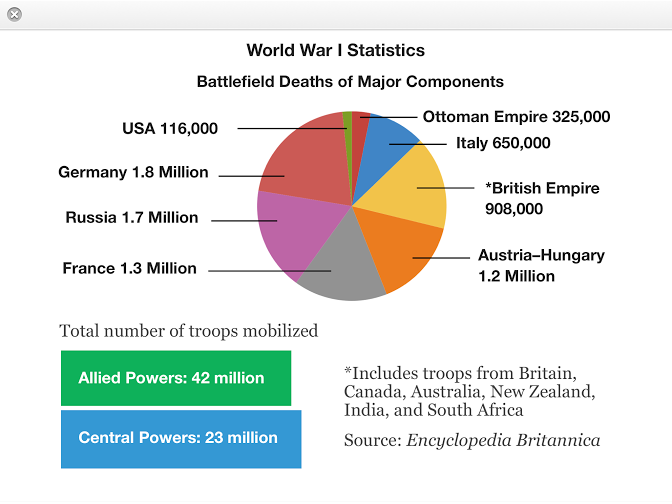 World War I Statistics
Battlefield Deaths of Major Components
Ottoman Empire 325,000
USA 116,000
Italy 650,000
Germany 1.8 Million
*British Empire
908,000
Russia 1.7 Million
Austria–Hungary
1.2 Million
France 1.3 Million
Total number of troops mobilized
Allied Powers: 42 million
Central Powers: 23 million
*Includes troops from Britain,
Canada, Australia, New Zealand,
India, and South Africa
Source: Encyclopedia Britannica